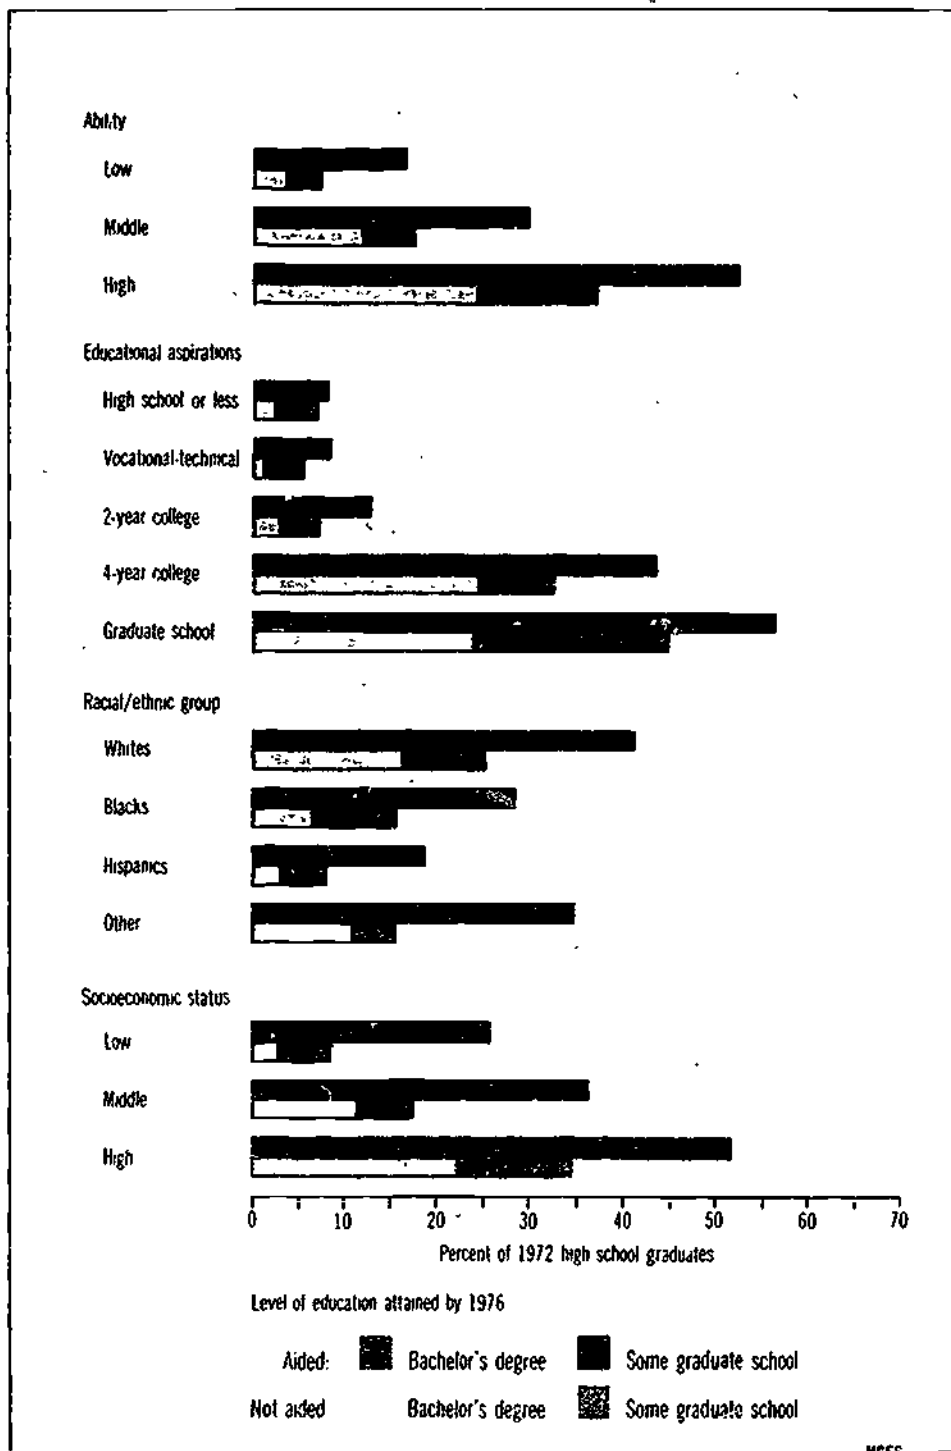 Ability
Low
Middle
High
Educational aspirations
High school or less
Vocational-technical
2-year college
4-year college
Graduate school
Racial/ethnic group
Whites
Blacks
Hispanics
Other
Socioeconomic status
Low
Middle
High
0 10 20 30 40 50 60 70
Percent of 1972 high school graduates
Level of education attained by 1976
Aided: Bachelor's degree Some graduate school
Not aided Bachelor's degree Some graduate school